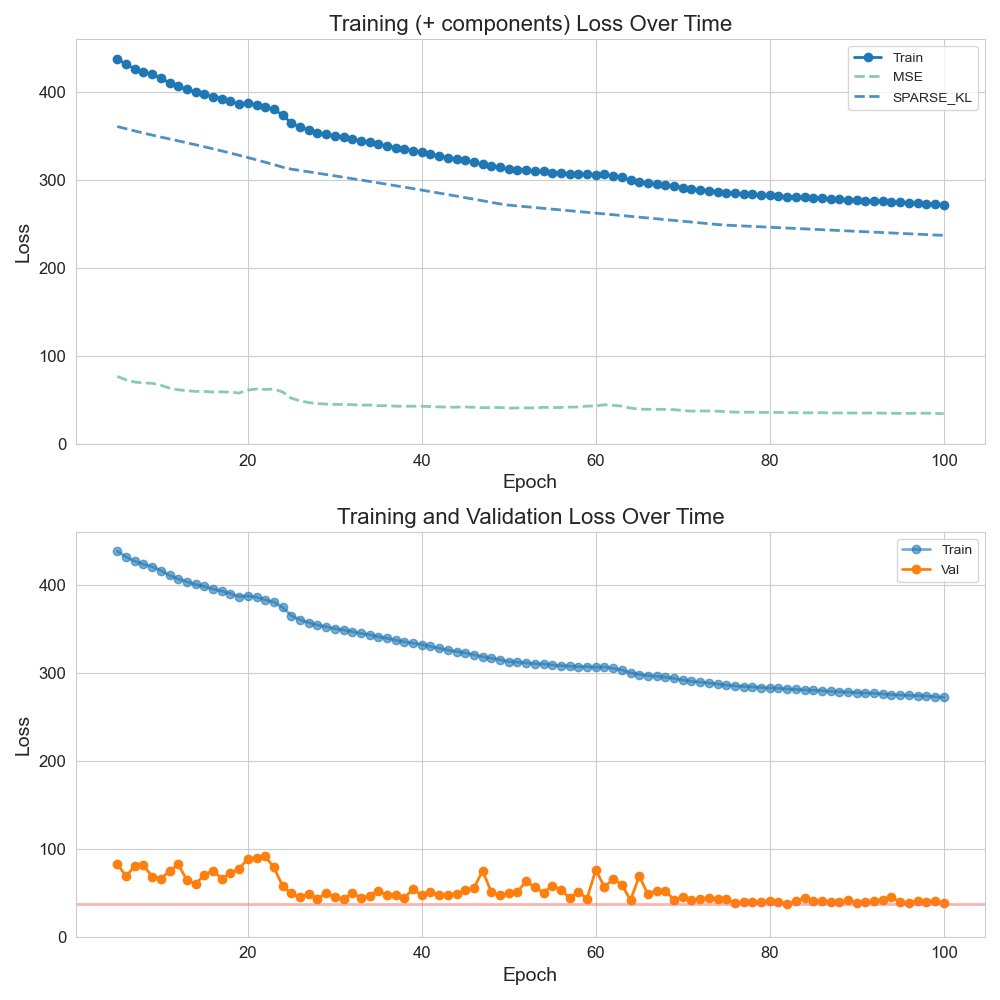 Training (+ components) Loss Over Time
Loss
400
300
200
100
0
Train
MSE
SPARSE_KL
20
40
60
80
100
Epoch
Training and Validation Loss Over Time
Loss
400
300
200
100
0
Train
Val
20
40
60
80
100
Epoch